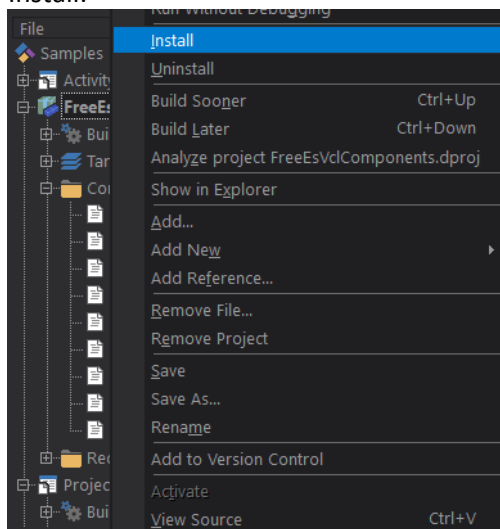 Install.
Run Without Debugging
File
Install
Samples
Uninstall
Activity
Build Sooner Ctrl+Up
FreeEs
Build Later Ctrl+Down
Bui
Analyze project FreeEsVclComponents.dproj
Tar
Show in Explorer
Co
Add...
Add New
Add Reference...
Remove File...
Remove Project
Save
Save As...
Rename
Add to Version Control
Rec
Activate
Projec
View Source Ctrl+V
Bui